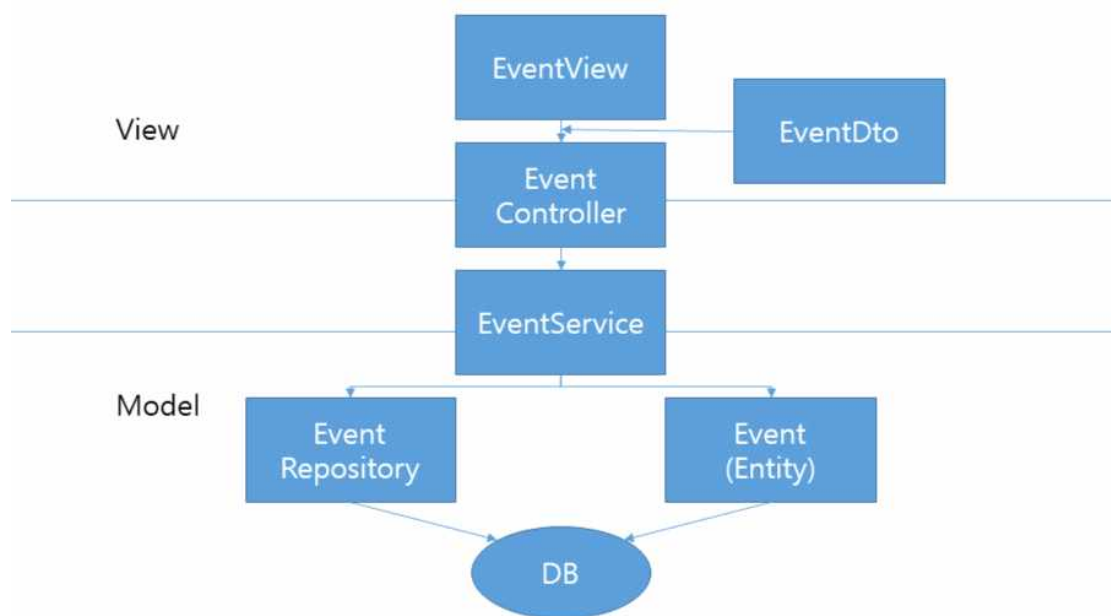 EventView
View
EventDto
Event
Controller
EventService
Model
Event
Repository
Event
(Entity)
DB